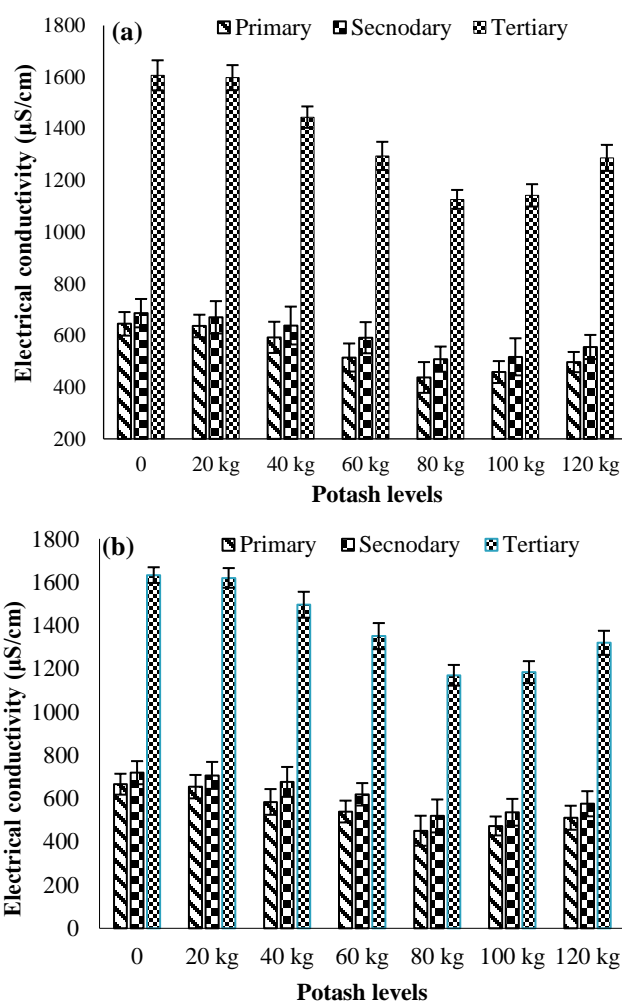 (a) Primary Secnodary Tertiary
Electrical conductivity (µS/cm)
1800
1600
1400
1200
1000
800
600
400
200
0 20 kg 40 kg 60 kg 80 kg 100 kg 120 kg
Potash levels
(b) Primary Secnodary Tertiary
Electrical conductivity (µS/cm)
1800
1600
1400
1200
1000
800
600
400
200
0
0 20 kg 40 kg 60 kg 80 kg 100 kg 120 kg
Potash levels